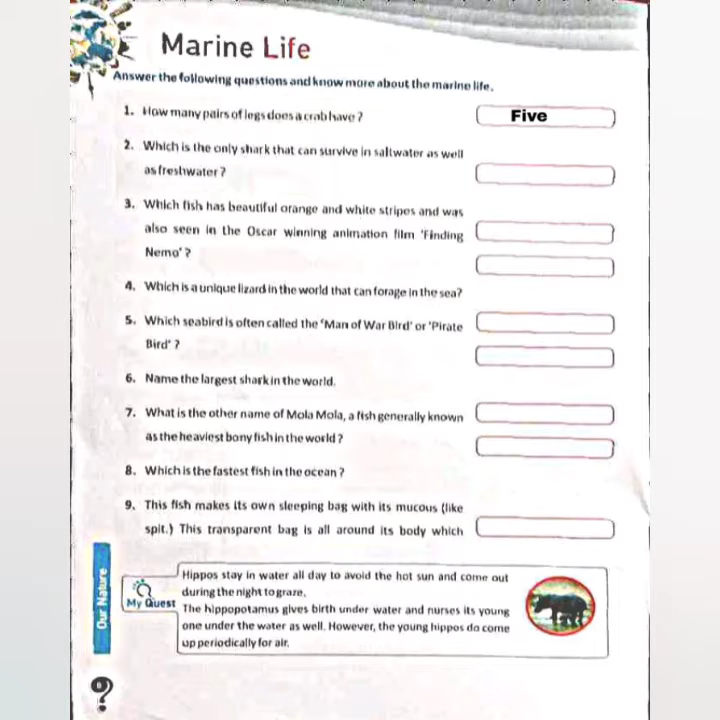 Marine Life
Answer the following questions and know more about the marine life.
1. How many pairs of legs does a crab have ?
Five
2. Which is the only shark that can survive in saltwater as well
as freshwater ?
3. Which fish has beautiful orange and white stripes and was
also seen in the Oscar winning animation film 'Finding
Nemo' ?
4. Which is a unique lizard in the world that can forage in the sea?
5. Which seabird is often called the 'Man of War Bird' or 'Pirate
Bird' ?
6. Name the largest shark in the world.
7. What is the other name of Mola Mola, a fish generally known
as the heaviest bony fish in the world ?
8. Which is the fastest fish in the ocean ?
9. This fish makes its own sleeping bag with its mucous (like
spit.) This transparent bag is all around its body which
Our Nature
My Quest
Hippos stay in water all day to avoid the hot sun and come out
during the night to graze.
The hippopotamus gives birth under water and nurses its young
one under the water as well. However, the young hippos do come
up periodically for air.
?